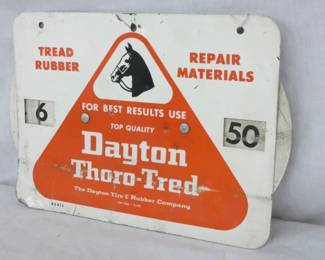 TREAD RUBBER
REPAIR MATERIALS
6
50
FOR BEST RESULTS USE
TOP QUALITY
Dayton
Thoro-Tred
The Dayton Tire & Rubber Company